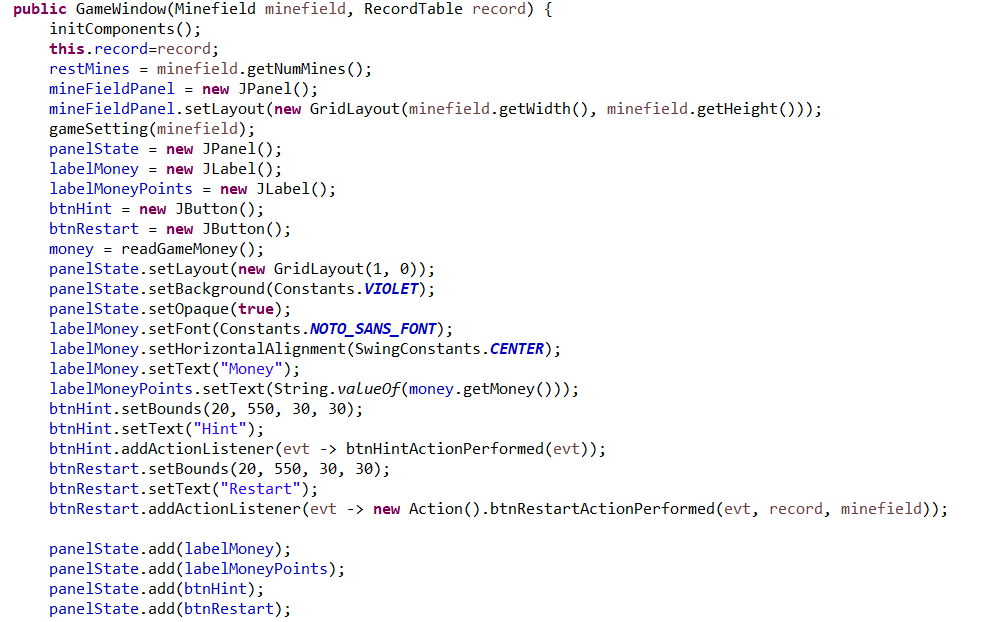 public GameWindow(Minefield minefield, RecordTable record) {
initComponents();
this.record=record;
restMines = minefield.getNumMines();
mineFieldPanel = new JPanel();
mineFieldPanel.setLayout(new GridLayout(minefield.getWidth(), minefield.getHeight()));
gameSetting(minefield);
panelState = new JPanel();
labelMoney = new JLabel();
labelMoneyPoints = new JLabel();
btnHint = new JButton();
btnRestart = new JButton();
money = readGameMoney();
panelState.setLayout(new GridLayout(1, 0));
panelState.setBackground(Constants.VIOLET);
panelState.setOpaque(true);
labelMoney.setFont(Constants.NOTO_SANS_FONT);
labelMoney.setHorizontalAlignment(SwingConstants.CENTER);
labelMoney.setText("Money");
labelMoneyPoints.setText(String.valueOf(money.getMoney()));
btnHint.setBounds(20, 550, 30, 30);
btnHint.setText("Hint");
btnHint.addActionListener(evt -> btnHintActionPerformed(evt));
btnRestart.setBounds(20, 550, 30, 30);
btnRestart.setText("Restart");
btnRestart.addActionListener(evt -> new Action().btnRestartActionPerformed(evt, record, minefield));
panelState.add(labelMoney);
panelState.add(labelMoneyPoints);
panelState.add(btnHint);
panelState.add(btnRestart);